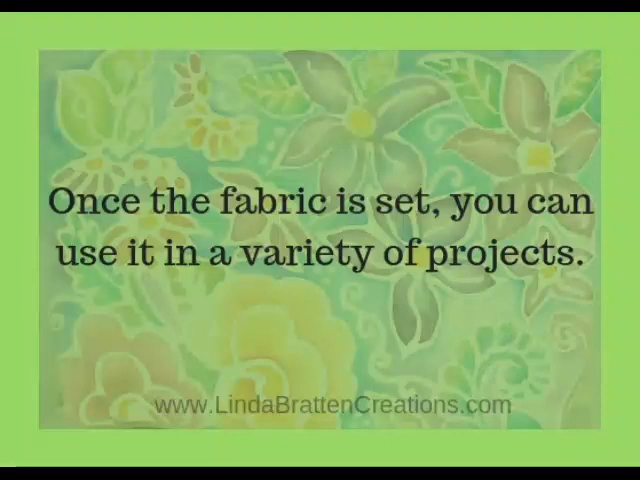 Once the fabric is set, you can
use it in a variety of projects.
www.LindaBrattenCreations.com